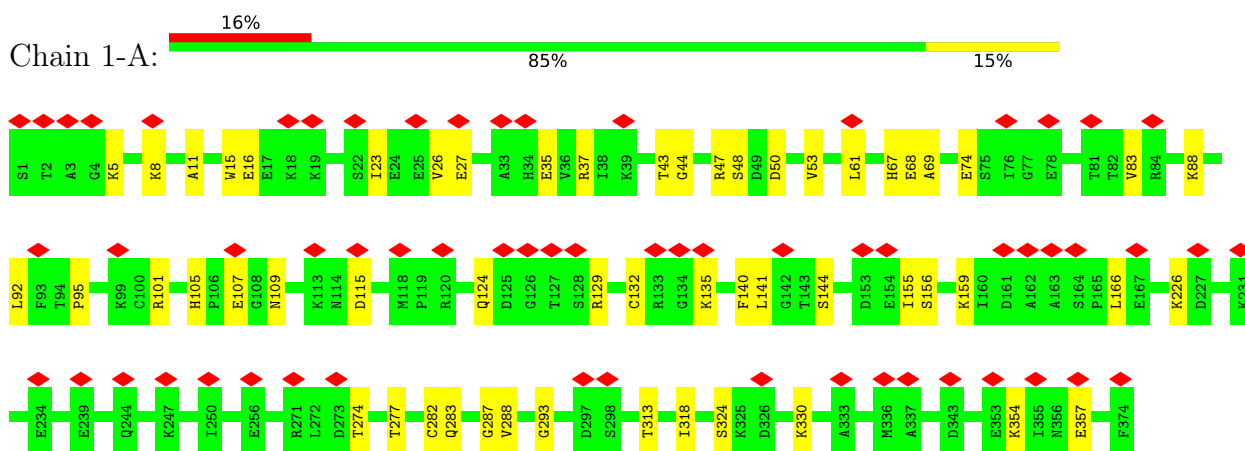 16%
Chain 1-A:
85% 15%
S1 T2 A3 G4 K5 K8 A11 W15 E16 E17 K18 K19 S22 I23 E24 E25 V26 E27 A33 H34 E35 V36 R37 I38 K39 T43 G44 R47 S48 D49 D50 V53 L61 H67 E68 A69 E74 S75 I76 G77 E78 T81 T82 V83 R84 K88
L92 F93 T94 P95 K99 C100 R101 H105 P106 E107 G108 N109 K113 N114 D115 M118 P119 R120 Q124 D125 G126 T127 S128 R129 C132 R133 G134 K135 F140 L141 G142 T143 S144 D153 E154 I155 S156 K159 I160 D161 A162 A163 S164 P165 L166 E167 K226 D227 K231
E234 E239 Q244 K247 I250 E256 R271 L272 D273 T274 T277 C282 Q283 G287 V288 G293 D297 S298 T313 I318 S324 K325 D326 K330 A333 M336 A337 D343 E353 K354 I355 N356 E357 F374